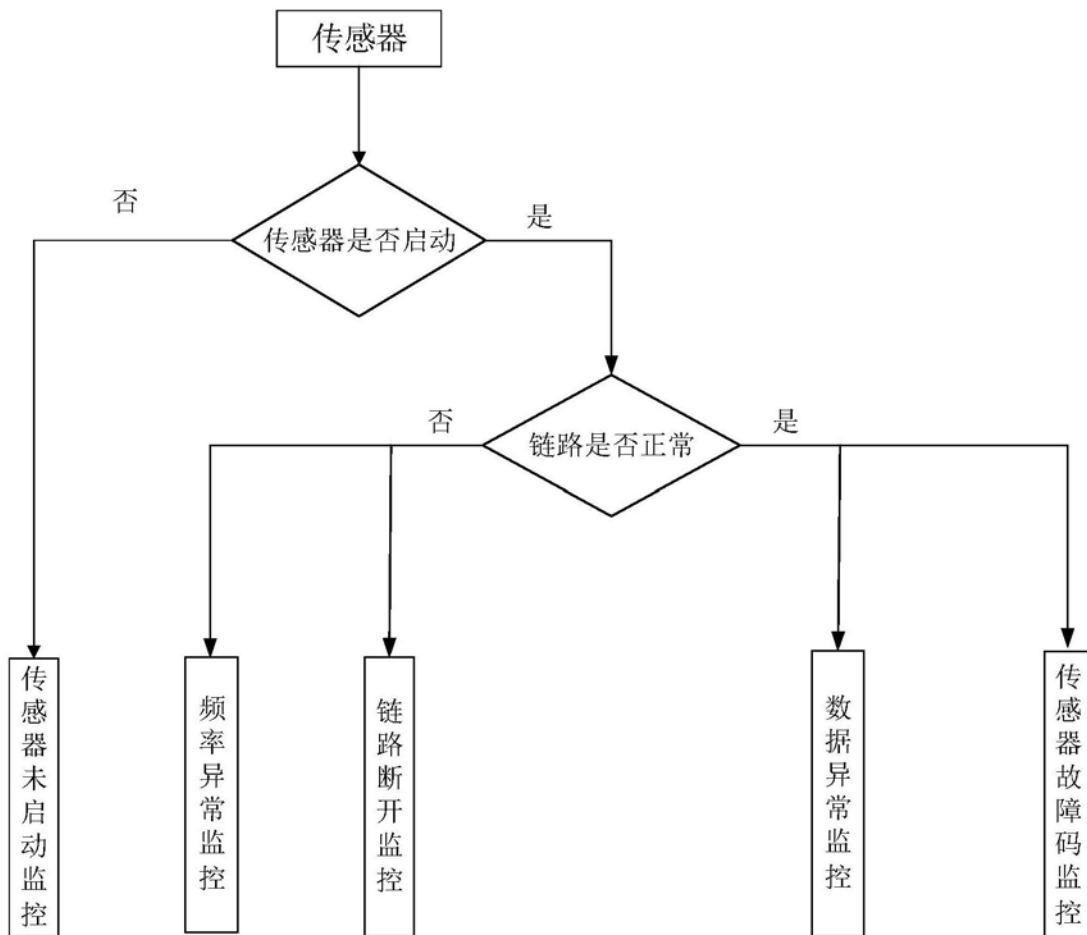 传感器
否
是
传感器是否启动
否
是
链路是否正常
传感器未启动监控
频率异常监控
链路断开监控
数据异常监控
传感器故障码监控